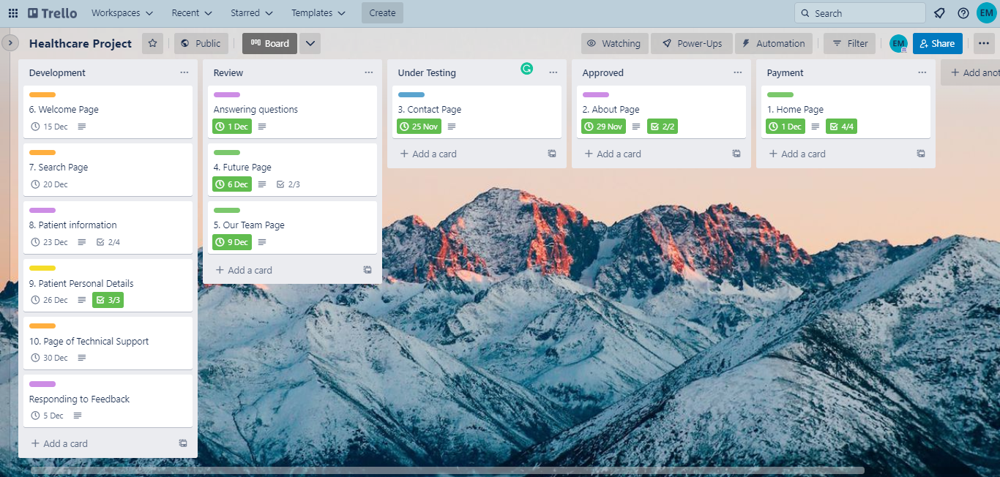 Trello Workspaces Recent Starred Templates Create Search EM
Healthcare Project Public Board Watching Power-Ups Automation Filter EM Share
Development
6. Welcome Page
15 Dec
7. Search Page
20 Dec
8. Patient information
23 Dec 2/4
9. Patient Personal Details
26 Dec 3/3
10. Page of Technical Support
30 Dec
Responding to Feedback
5 Dec
+ Add a card
Review
Answering questions
1 Dec
4. Future Page
6 Dec 2/3
5. Our Team Page
9 Dec
+ Add a card
Under Testing
3. Contact Page
25 Nov
+ Add a card
Approved
2. About Page
29 Nov 2/2
+ Add a card
Payment
1. Home Page
1 Dec 4/4
+ Add a card
+ Add anot